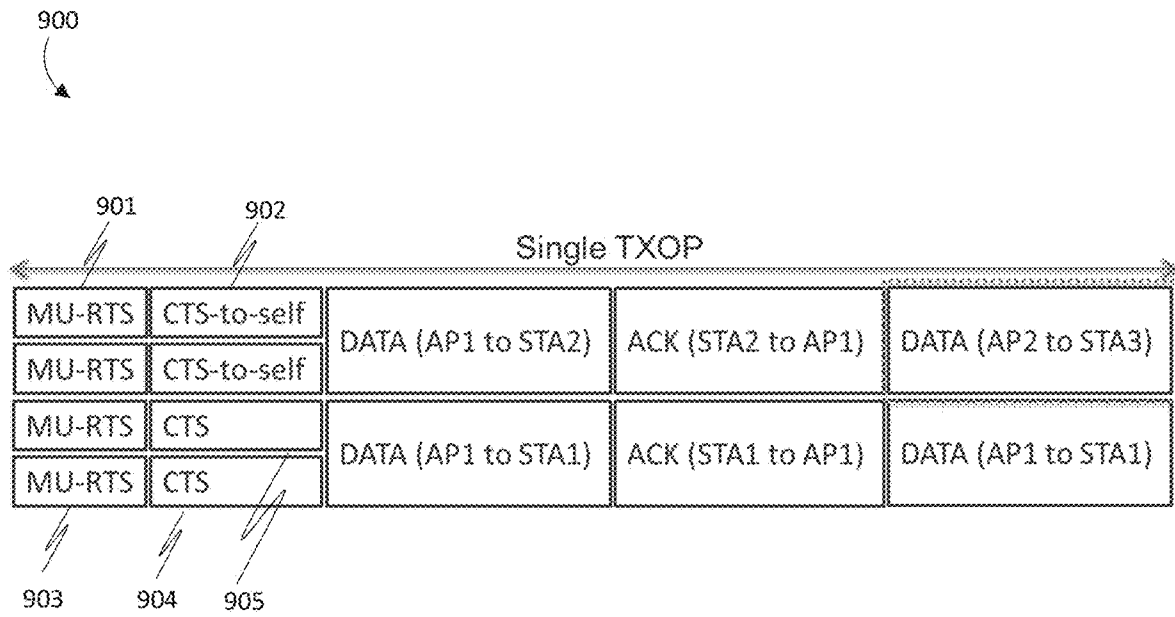 900
901
902
Single TXOP
MU-RTS
CTS-to-self
MU-RTS
CTS-to-self
DATA (AP1 to STA2)
ACK (STA2 to AP1)
DATA (AP2 to STA3)
MU-RTS
CTS
MU-RTS
CTS
DATA (AP1 to STA1)
ACK (STA1 to AP1)
DATA (AP1 to STA1)
903
904
905